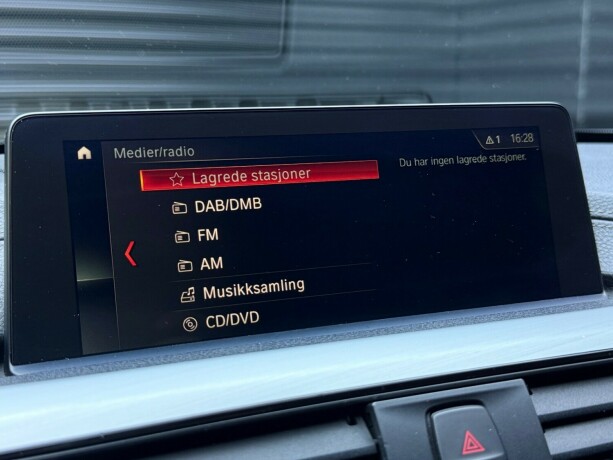 Medier/radio
1 16:28
Lagrede stasjoner
Du har ingen lagrede stasjoner.
DAB/DMB
FM
AM
Musikksamling
CD/DVD